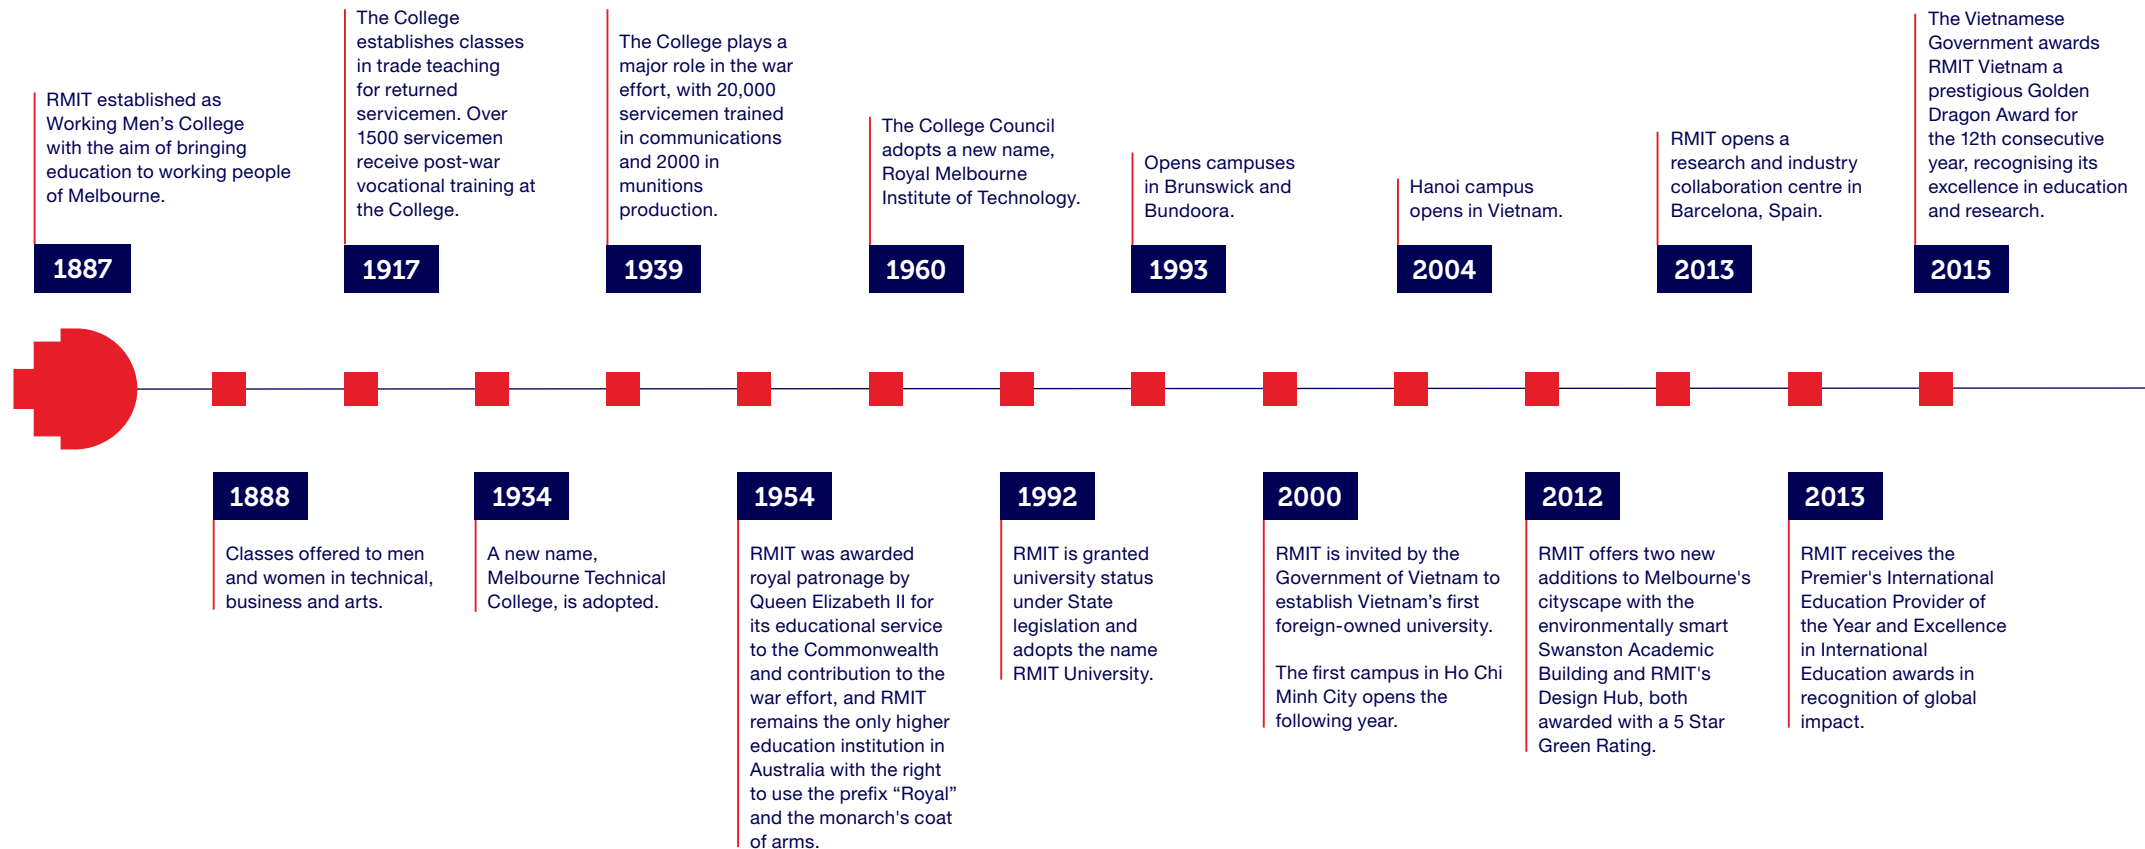 RMIT established as
Working Men’s College
with the aim of bringing
education to working people
of Melbourne.
1887
Classes offered to men
and women in technical,
business and arts.
1888
The College
establishes classes
in trade teaching
for returned
servicemen. Over
1500 servicemen
receive post-war
vocational training at
the College.
1917
1934
A new name,
Melbourne Technical
College, is adopted.
The College plays a
major role in the war
effort, with 20,000
servicemen trained
in communications
and 2000 in
munitions
production.
1939
1954
RMIT was awarded
royal patronage by
Queen Elizabeth II for
its educational service
to the Commonwealth
and contribution to the
war effort, and RMIT
remains the only higher
education institution in
Australia with the right
to use the prefix “Royal”
and the monarch's coat
of arms.
The College Council
adopts a new name,
Royal Melbourne
Institute of Technology.
1960
1992
RMIT is granted
university status
under State
legislation and
adopts the name
RMIT University.
Opens campuses
in Brunswick and
Bundoora.
1993
2000
RMIT is invited by the
Government of Vietnam to
establish Vietnam’s first
foreign-owned university.
The first campus in Ho Chi
Minh City opens the
following year.
Hanoi campus
opens in Vietnam.
2004
2012
RMIT offers two new
additions to Melbourne's
cityscape with the
environmentally smart
Swanston Academic
Building and RMIT's
Design Hub, both
awarded with a 5 Star
Green Rating.
RMIT opens a
research and industry
collaboration centre in
Barcelona, Spain.
2013
2013
RMIT receives the
Premier's International
Education Provider of
the Year and Excellence
in International
Education awards in
recognition of global
impact.
The Vietnamese
Government awards
RMIT Vietnam a
prestigious Golden
Dragon Award for
the 12th consecutive
year, recognising its
excellence in education
and research.
2015